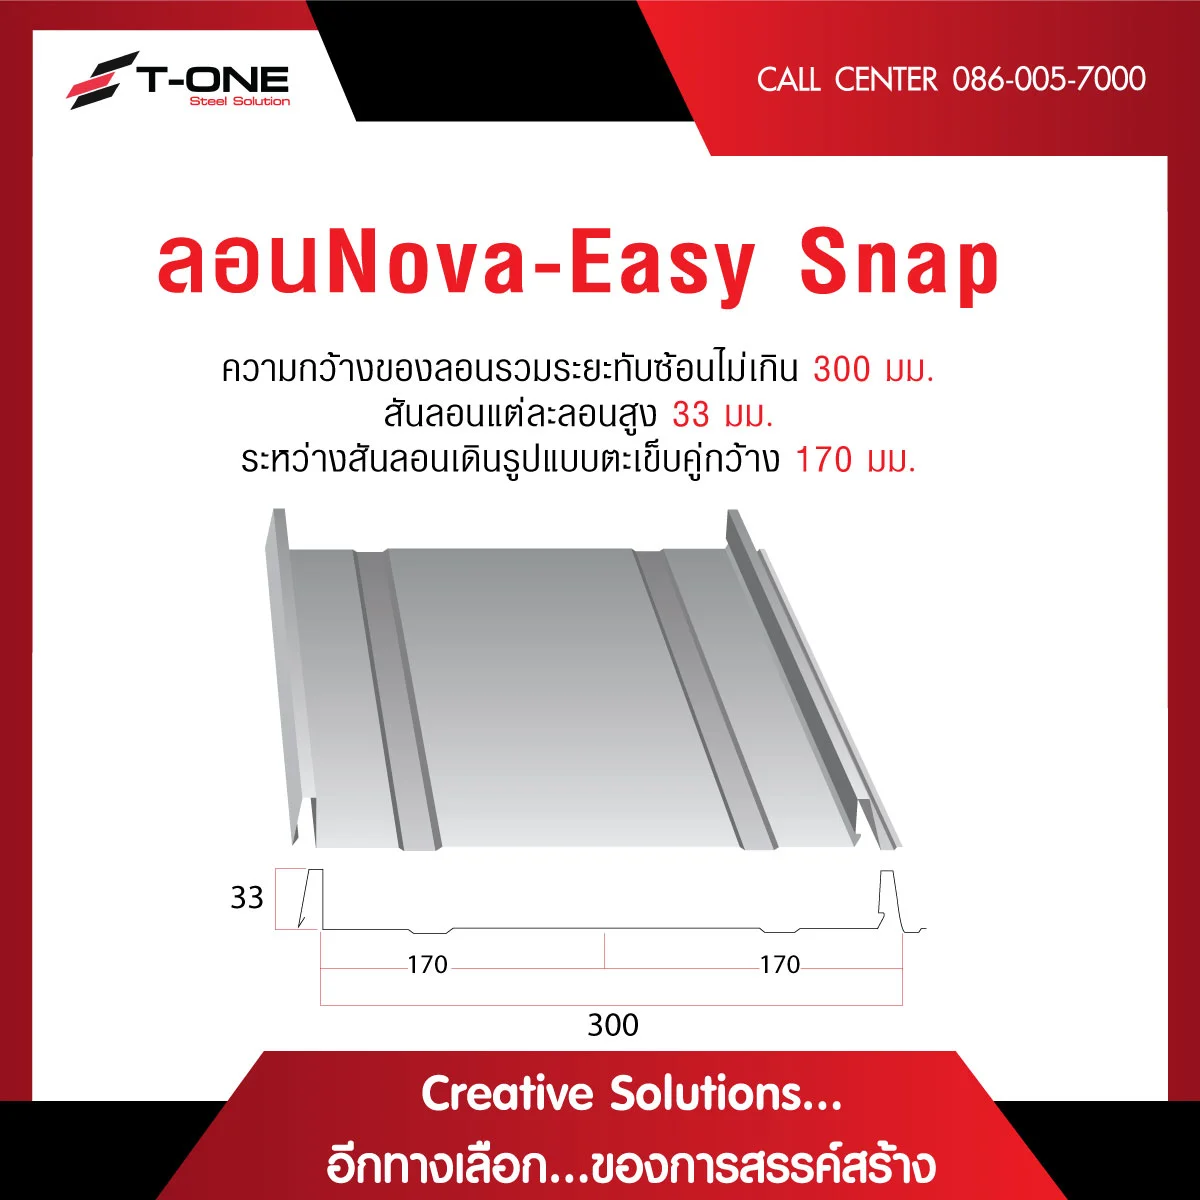 T-ONE
Steel Solution
CALL CENTER 086-005-7000
ลอนNova-Easy Snap
ความกว้างของลอนรวมระยะทับซ้อนไม่เกิน 300 มม.
สันลอนแต่ละลอนสูง 33 มม.
ระหว่างสันลอนเดินรูปแบบตะเข็บคู่กว้าง 170 มม.
33
170 170
300
Creative Solutions...
อีกทางเลือก...ของการสรรค์สร้าง